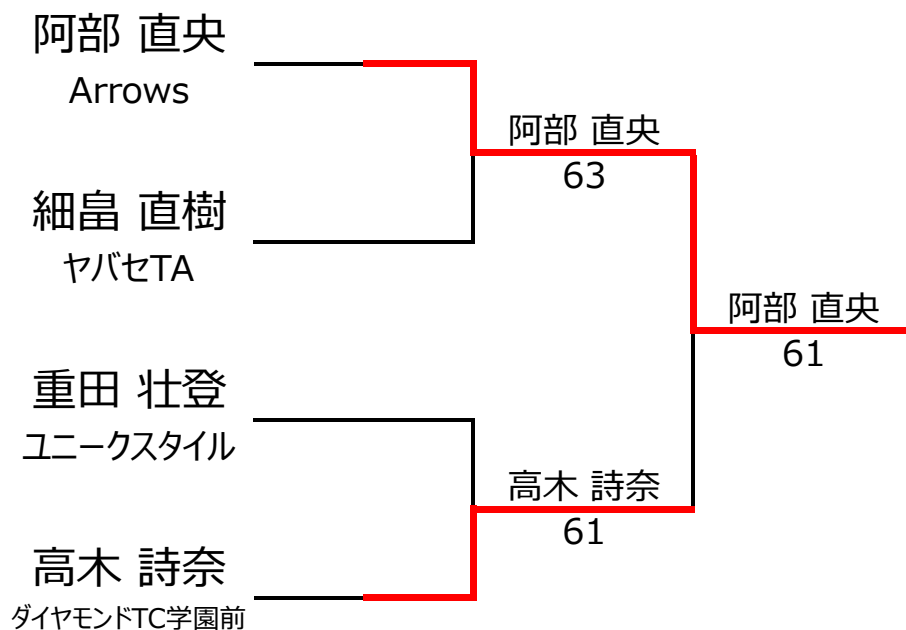 阿部 直央
Arrows
阿部 直央
63
細畠 直樹
ヤバセTA
阿部 直央
61
重田 壮登
ユニークスタイル
高木 詩奈
61
高木 詩奈
ダイヤモンドTC学園前